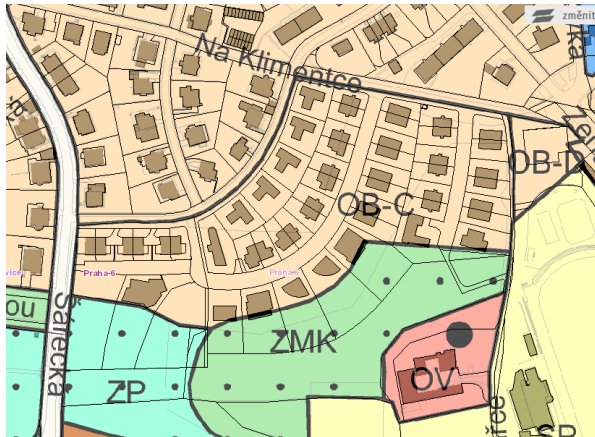 změnit
Na Klimentce
OB-D
OB-C
Praha-6
Praha-6
ou
Šárecká
ZMK
ZP
OV